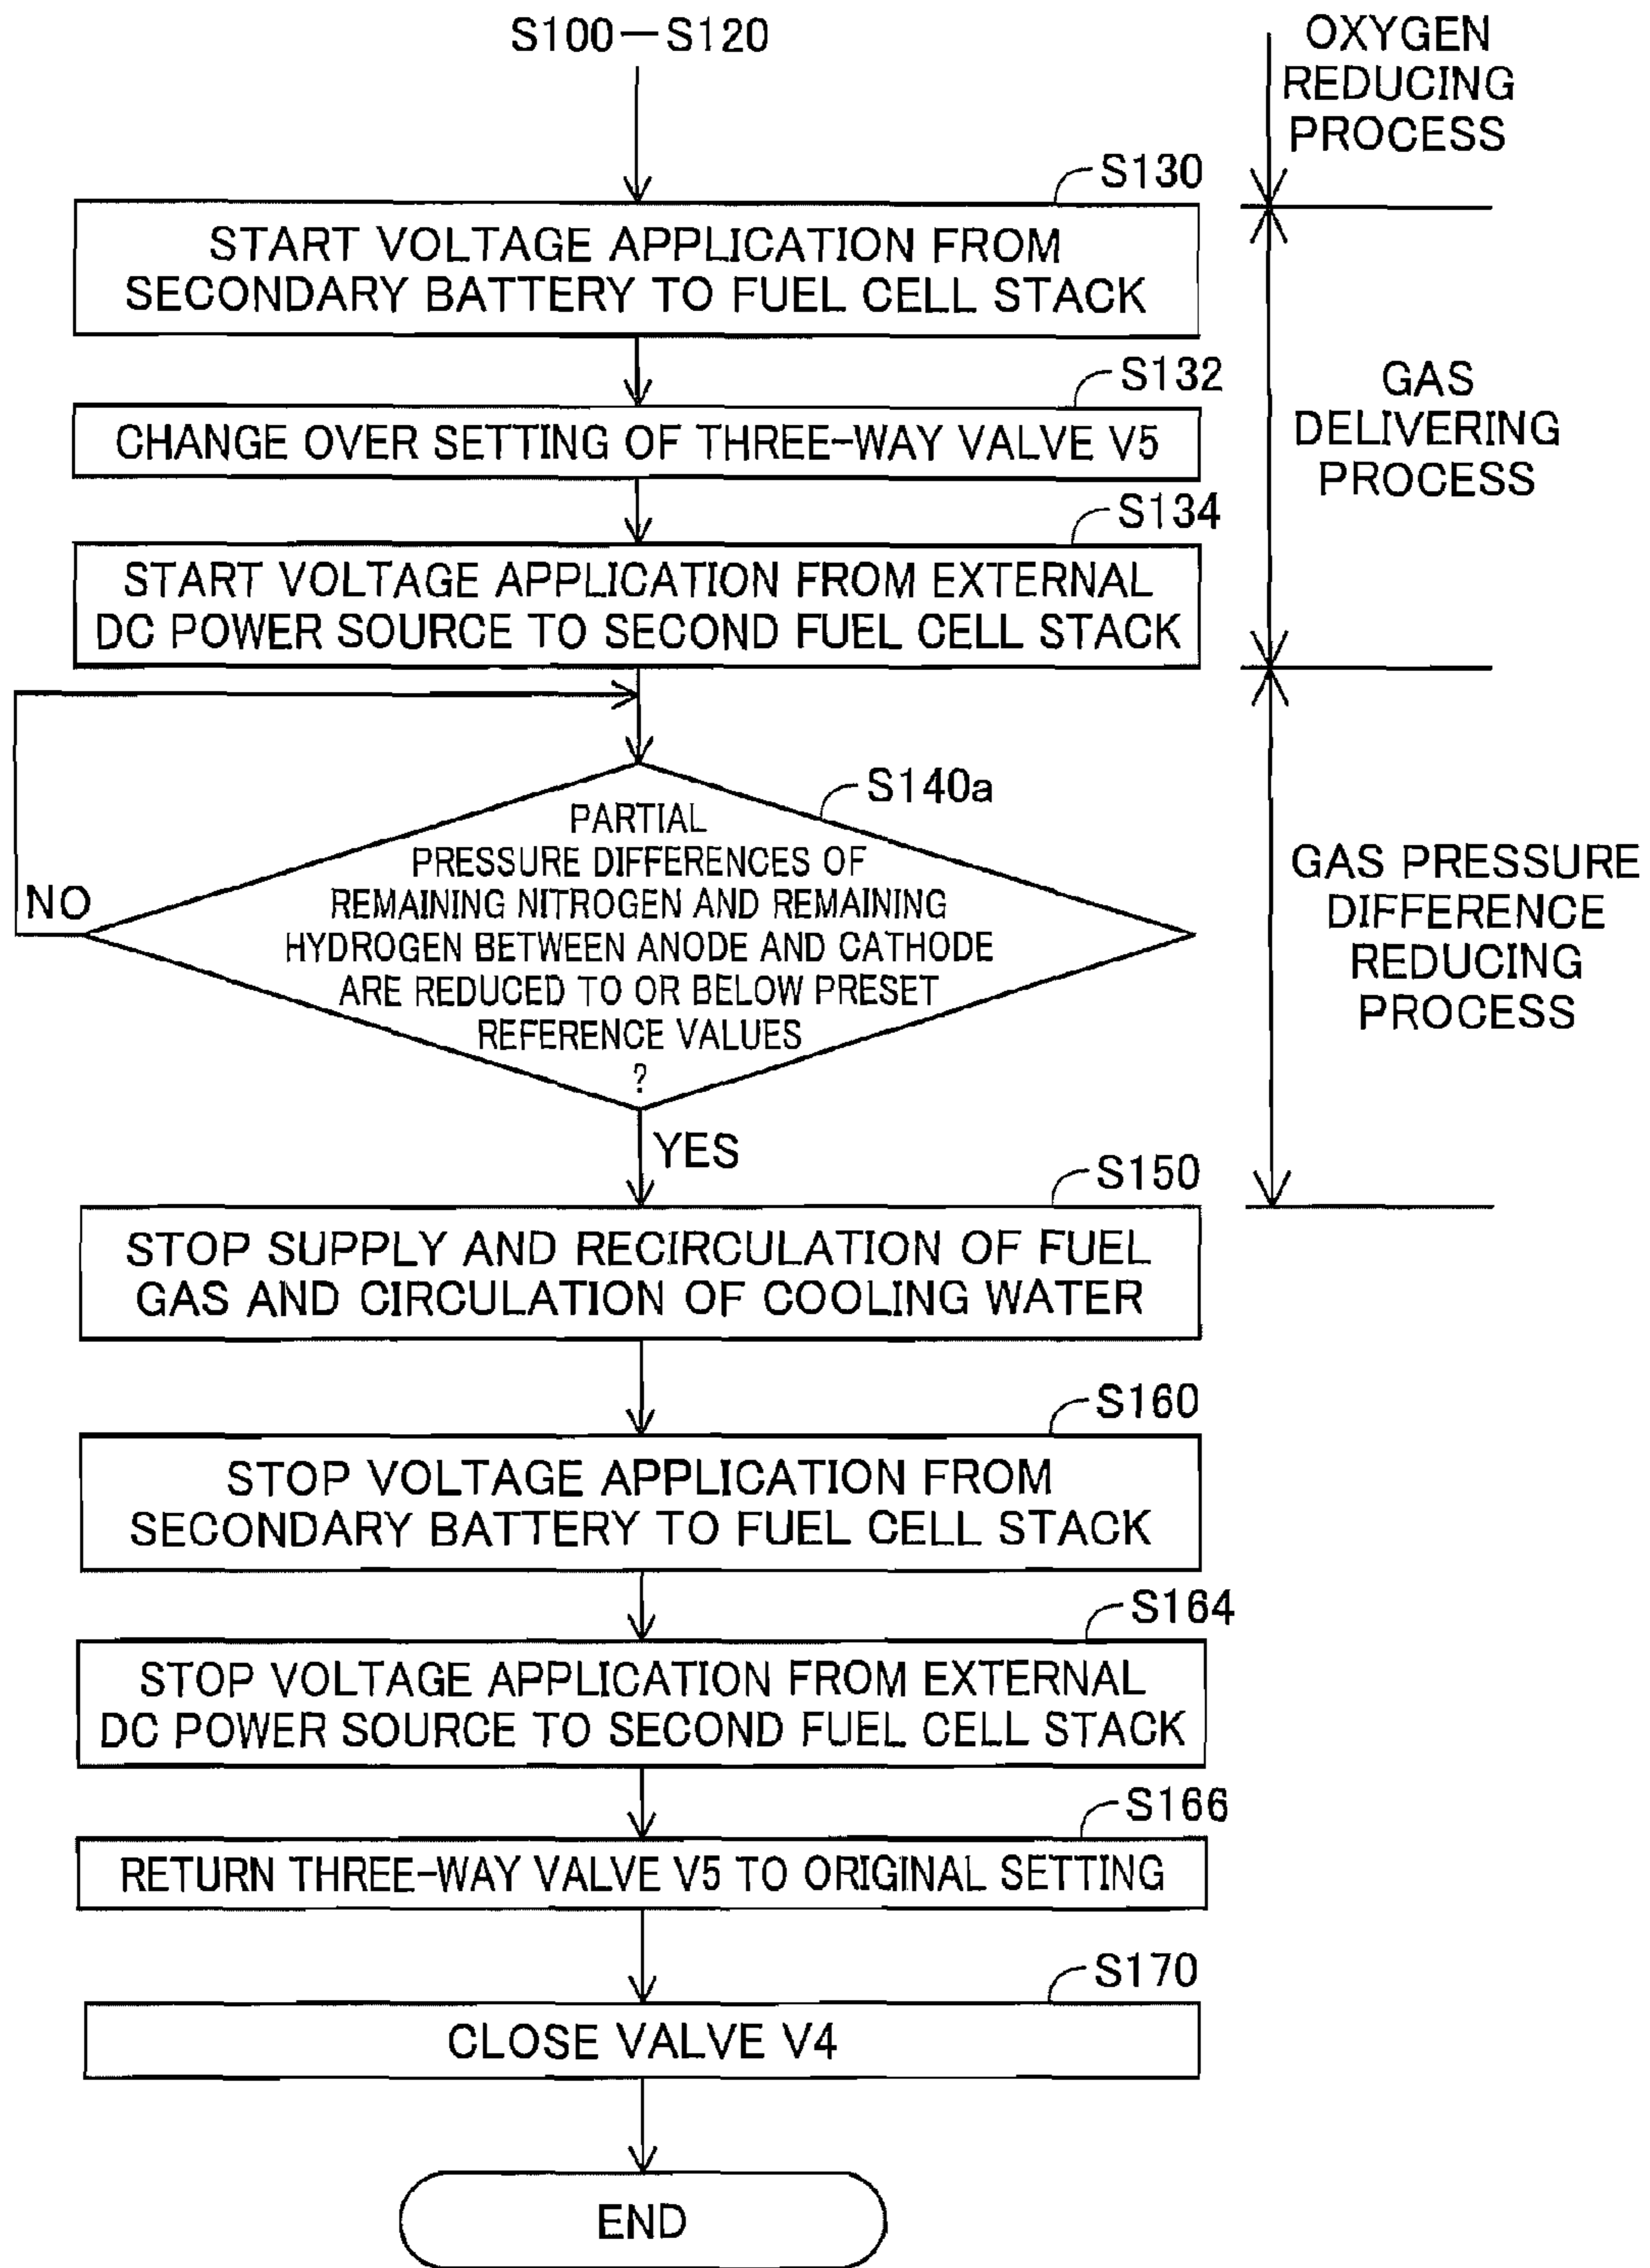 S100—S120
OXYGEN
REDUCING
PROCESS
S130
START VOLTAGE APPLICATION FROM
SECONDARY BATTERY TO FUEL CELL STACK
S132
CHANGE OVER SETTING OF THREE-WAY VALVE V5
GAS
DELIVERING
PROCESS
S134
START VOLTAGE APPLICATION FROM EXTERNAL
DC POWER SOURCE TO SECOND FUEL CELL STACK
S140a
PARTIAL
PRESSURE DIFFERENCES OF
REMAINING NITROGEN AND REMAINING
HYDROGEN BETWEEN ANODE AND CATHODE
ARE REDUCED TO OR BELOW PRESET
REFERENCE VALUES
?
NO
GAS PRESSURE
DIFFERENCE
REDUCING
PROCESS
YES
S150
STOP SUPPLY AND RECIRCULATION OF FUEL
GAS AND CIRCULATION OF COOLING WATER
S160
STOP VOLTAGE APPLICATION FROM
SECONDARY BATTERY TO FUEL CELL STACK
S164
STOP VOLTAGE APPLICATION FROM EXTERNAL
DC POWER SOURCE TO SECOND FUEL CELL STACK
S166
RETURN THREE-WAY VALVE V5 TO ORIGINAL SETTING
S170
CLOSE VALVE V4
END